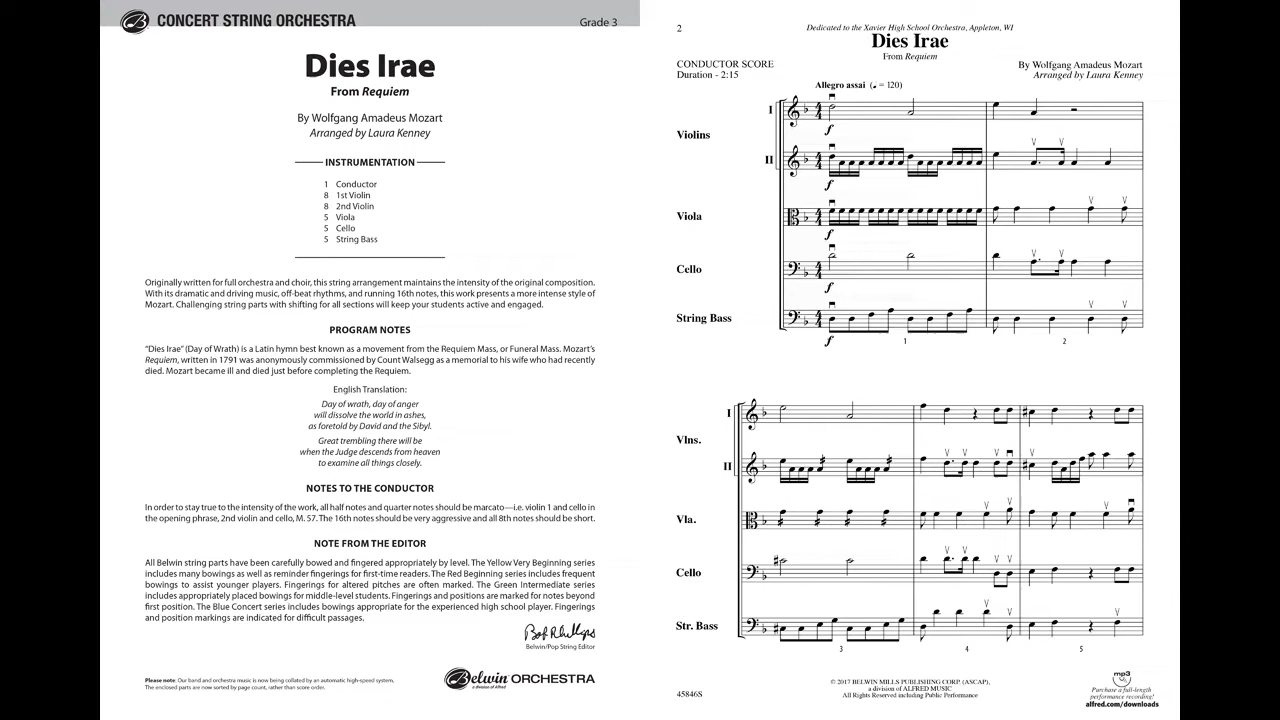 CONCERT STRING ORCHESTRA
Grade 3
Dies Irae
From Requiem
By Wolfgang Amadeus Mozart
Arranged by Laura Kenney
INSTRUMENTATION
1 Conductor
8 1st Violin
8 2nd Violin
5 Viola
5 Cello
5 String Bass
Originally written for full orchestra and choir, this string arrangement maintains the intensity of the original composition.
With its dramatic and driving music, off-beat rhythms, and running 16th notes, this work presents a more intense style of
Mozart. Challenging string parts with shifting for all sections will keep your students active and engaged.
PROGRAM NOTES
“Dies Irae” (Day of Wrath) is a Latin hymn best known as a movement from the Requiem Mass, or Funeral Mass. Mozart’s
Requiem, written in 1791 was anonymously commissioned by Count Walsegg as a memorial to his wife who had recently
died. Mozart became ill and died just before completing the Requiem.
English Translation:
Day of wrath, day of anger
will dissolve the world in ashes,
as foretold by David and the Sibyl.
Great trembling there will be
when the Judge descends from heaven
to examine all things closely.
NOTES TO THE CONDUCTOR
In order to stay true to the intensity of the work, all half notes and quarter notes should be marcato—i.e. violin 1 and cello in
the opening phrase, 2nd violin and cello, M. 57. The 16th notes should be very aggressive and all 8th notes should be short.
NOTE FROM THE EDITOR
All Belwin string parts have been carefully bowed and fingered appropriately by level. The Yellow Very Beginning series
includes many bowings as well as reminder fingerings for first-time readers. The Red Beginning series includes frequent
bowings to assist younger players. Fingerings for altered pitches are often marked. The Green Intermediate series
includes appropriately placed bowings for middle-level students. Fingerings and positions are marked for notes beyond
first position. The Blue Concert series includes bowings appropriate for the experienced high school player. Fingerings
and position markings are indicated for difficult passages.
Bob Phillips
Belwin/Pop String Editor
Please note: Our band and orchestra music is now being collated by an automatic high-speed system.
The enclosed parts are now sorted by page count, rather than score order.
Belwin ORCHESTRA
a division of Alfred
2
Dedicated to the Xavier High School Orchestra, Appleton, WI
Dies Irae
From Requiem
CONDUCTOR SCORE
Duration - 2:15
By Wolfgang Amadeus Mozart
Arranged by Laura Kenney
Allegro assai (♩ = 120)
Violins
I
II
Viola
Cello
String Bass
f
f
f
f
f
1
2
Vlns.
I
II
Vla.
Cello
Str. Bass
3
4
5
45846S
© 2017 BELWIN MILLS PUBLISHING CORP. (ASCAP),
a division of ALFRED MUSIC
All Rights Reserved including Public Performance
mp3
Purchase a full-length
performance recording!
alfred.com/downloads